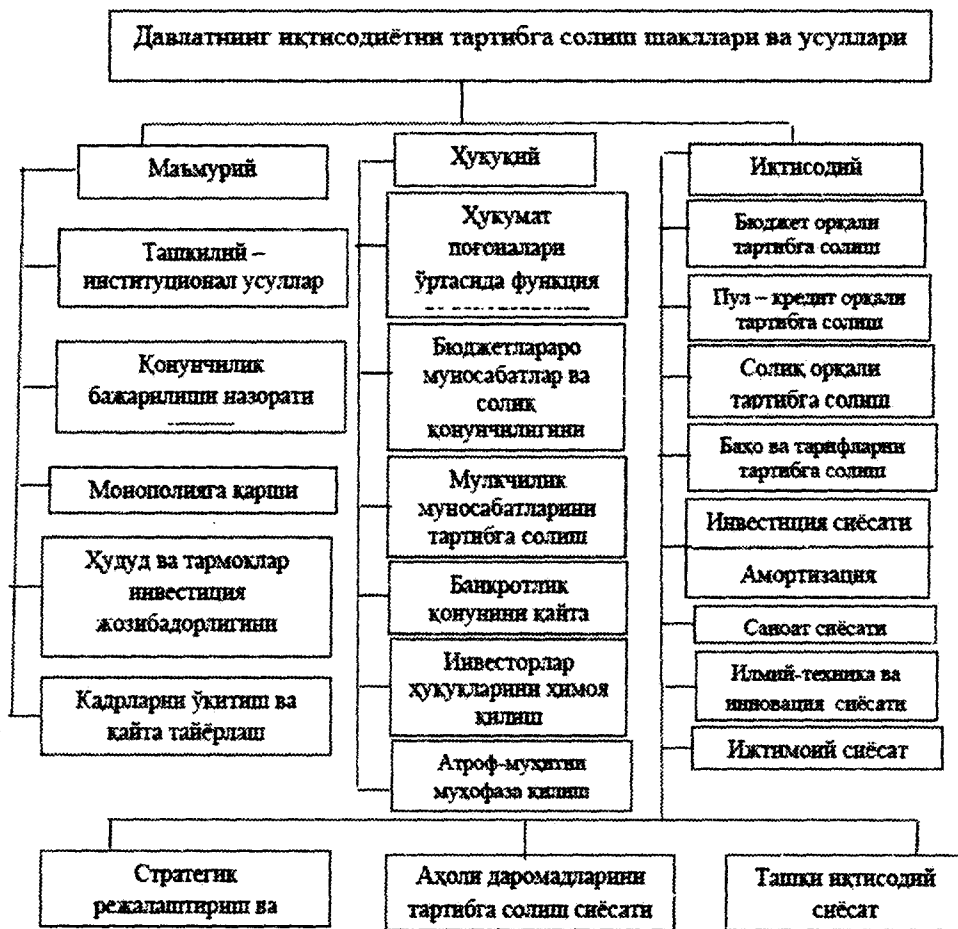 Давлатнинг иқтисодиётни тартибга солиш шакллари ва усуллари
Маъмурий
Ташкилий –
институционал усуллар
Қонунчилик
бажарилиши назорати
Монополияга қарши
Ҳудуд ва тармоқлар
инвестиция
жозибадорлигини
Кадрларни ўқитиш ва
қайта тайёрлаш
Ҳуқуқий
Ҳукумат
поғоналари
ўртасида функция
Бюджетлараро
муносабатлар ва
солиқ
қонунчилигини
Мулкчилик
муносабатларини
тартибга солиш
Банкротлик
қонунини қайта
Инвесторлар
ҳуқуқларини ҳимоя
қилиш
Атроф-муҳитни
муҳофаза қилиш
Иқтисодий
Бюджет орқали
тартибга солиш
Пул – кредит орқали
тартибга солиш
Солиқ орқали
тартибга солиш
Баҳо ва тарифларни
тартибга солиш
Инвестиция сиёсати
Амортизация
Саноат сиёсати
Илмий-техника ва
инновация сиёсати
Ижтимоий сиёсат
Стратегик
режалаштириш ва
Аҳоли даромадларини
тартибга солиш сиёсати
Ташқи иқтисодий
сиёсат